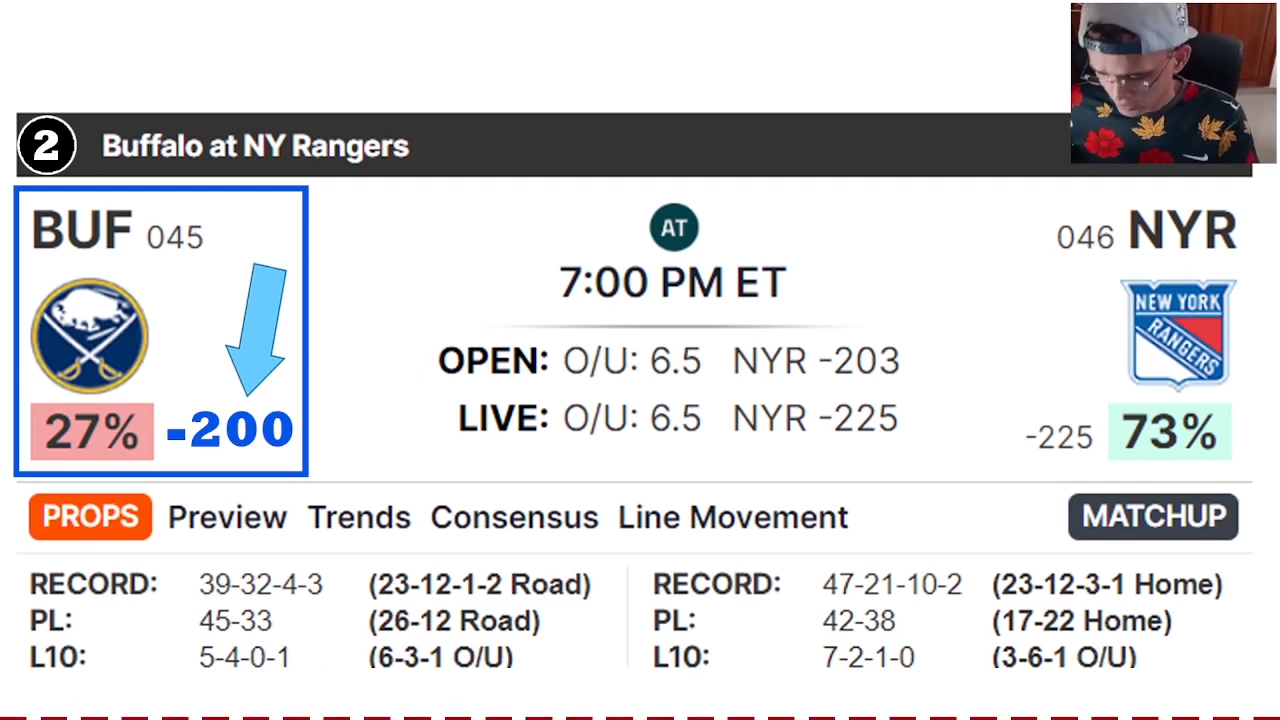 2 Buffalo at NY Rangers
BUF 045
AT
046 NYR
7:00 PM ET
NEW YORK
RANGERS
OPEN: O/U: 6.5 NYR -203
LIVE: O/U: 6.5 NYR -225
27% -200
-225 73%
PROPS Preview Trends Consensus Line Movement MATCHUP
RECORD: 39-32-4-3 (23-12-1-2 Road) RECORD: 47-21-10-2 (23-12-3-1 Home)
PL: 45-33 (26-12 Road) PL: 42-38 (17-22 Home)
L10: 5-4-0-1 (6-3-1 O/U) L10: 7-2-1-0 (3-6-1 O/U)